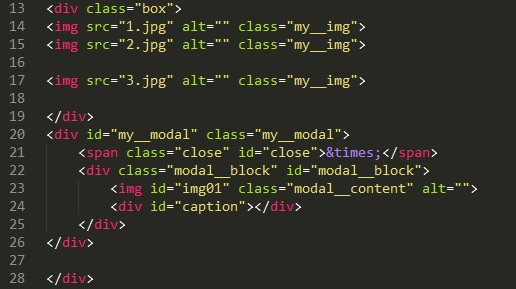 13 <div class="box">
14 <img src="1.jpg" alt="" class="my__img">
15 <img src="2.jpg" alt="" class="my__img">
16
17 <img src="3.jpg" alt="" class="my__img">
18
19 </div>
20 <div id="my__modal" class="my__modal">
21     <span class="close" id="close">&times;</span>
22     <div class="modal__block" id="modal__block">
23         <img id="img01" class="modal__content" alt="">
24         <div id="caption"></div>
25     </div>
26 </div>
27
28 </div>